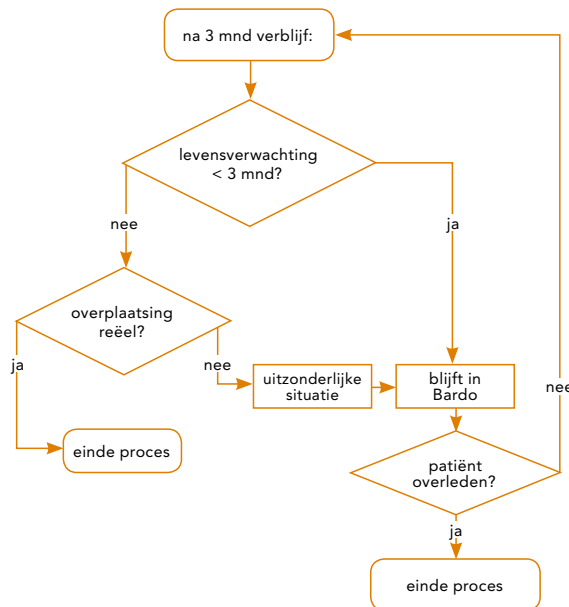 na 3 mnd verblijf:
levensverwachting
< 3 mnd?
nee
ja
overplaatsing
reëel?
ja
nee
uitzonderlijke
situatie
blijft in
Bardo
nee
einde proces
patiënt
overleden?
ja
einde proces